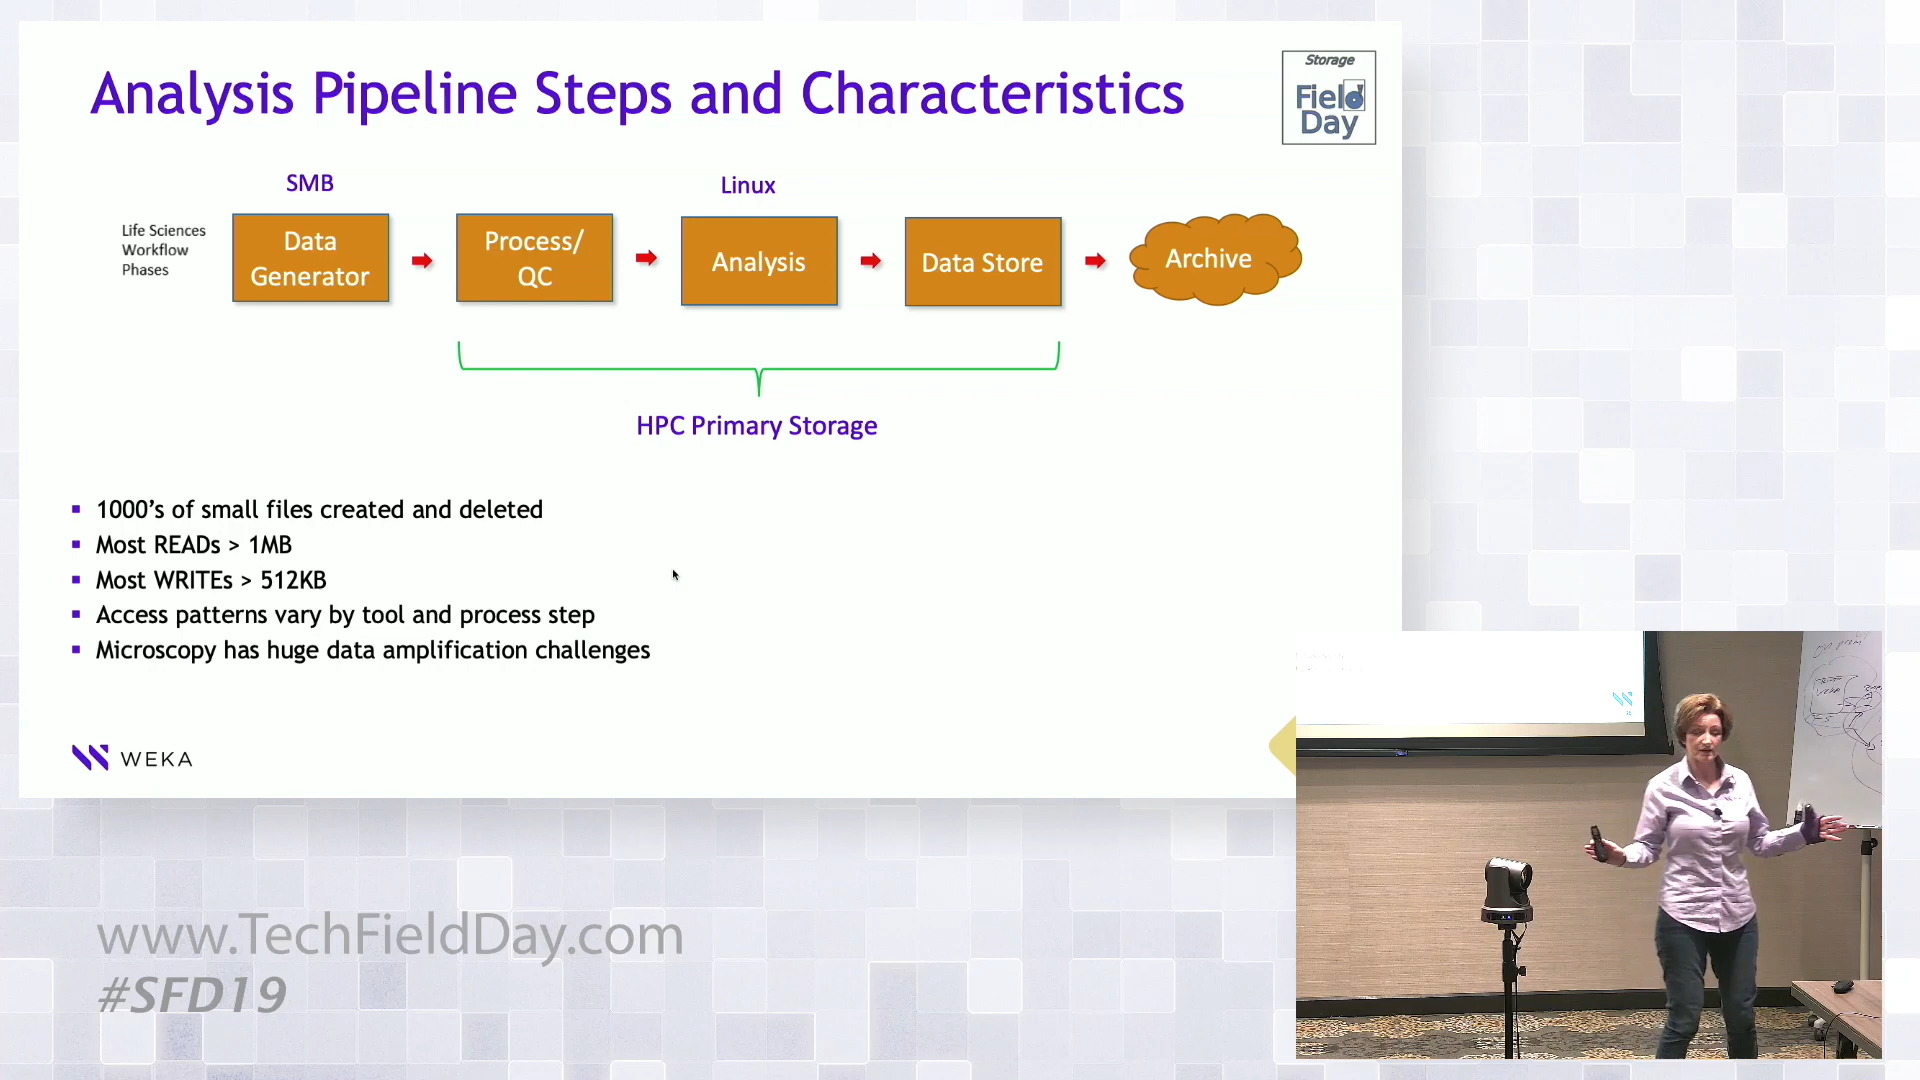 Analysis Pipeline Steps and Characteristics
Storage
Field
Day
SMB
Linux
Life Sciences
Workflow
Phases
Data
Generator
Process/
QC
Analysis
Data Store
Archive
HPC Primary Storage
▪ 1000’s of small files created and deleted
▪ Most READs > 1MB
▪ Most WRITEs > 512KB
▪ Access patterns vary by tool and process step
▪ Microscopy has huge data amplification challenges
WEKA
www.TechFieldDay.com
#SFD19